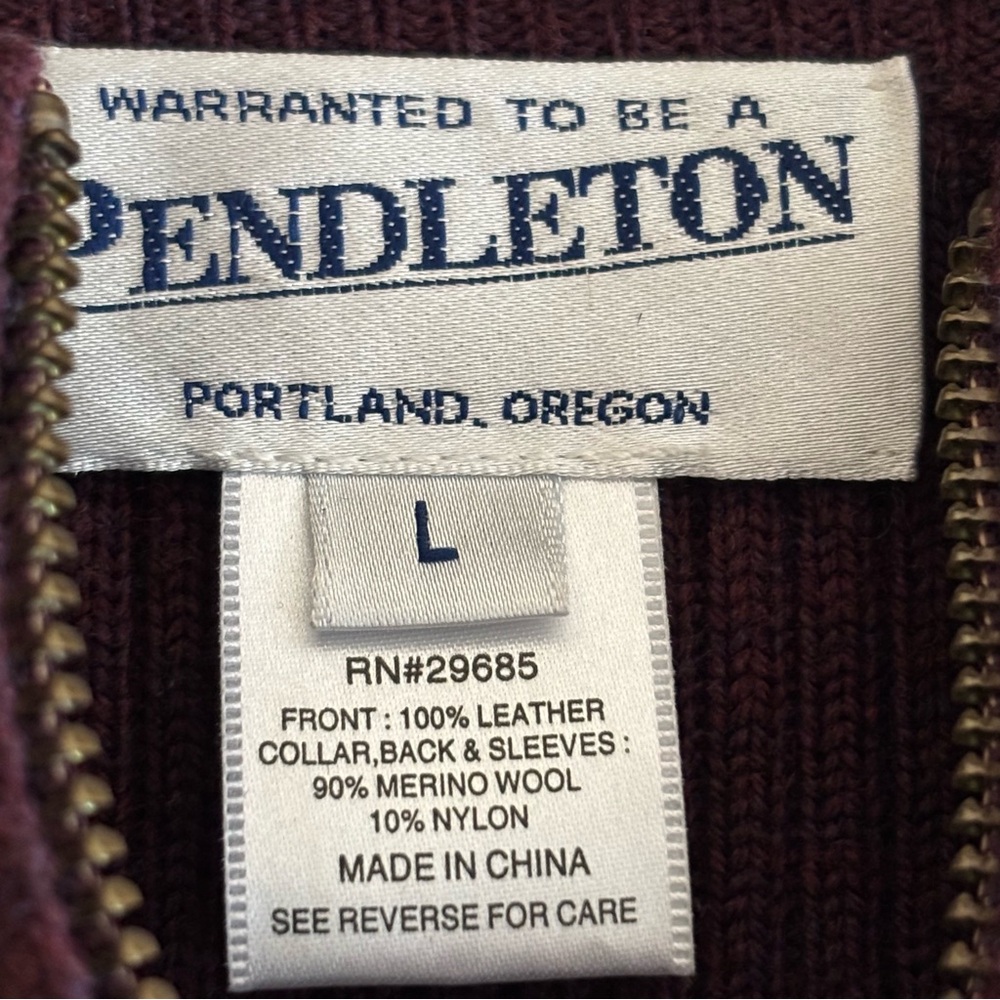 WARRANTED TO BE A
PENDLETON
PORTLAND, OREGON
L
RN#29685
FRONT : 100% LEATHER
COLLAR,BACK & SLEEVES :
90% MERINO WOOL
10% NYLON
MADE IN CHINA
SEE REVERSE FOR CARE